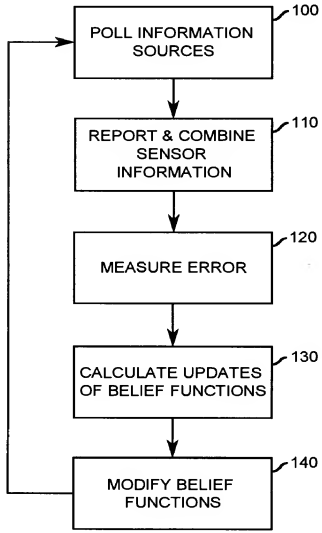 100
POLL INFORMATION
SOURCES
110
REPORT & COMBINE
SENSOR
INFORMATION
120
MEASURE ERROR
130
CALCULATE UPDATES
OF BELIEF FUNCTIONS
140
MODIFY BELIEF
FUNCTIONS